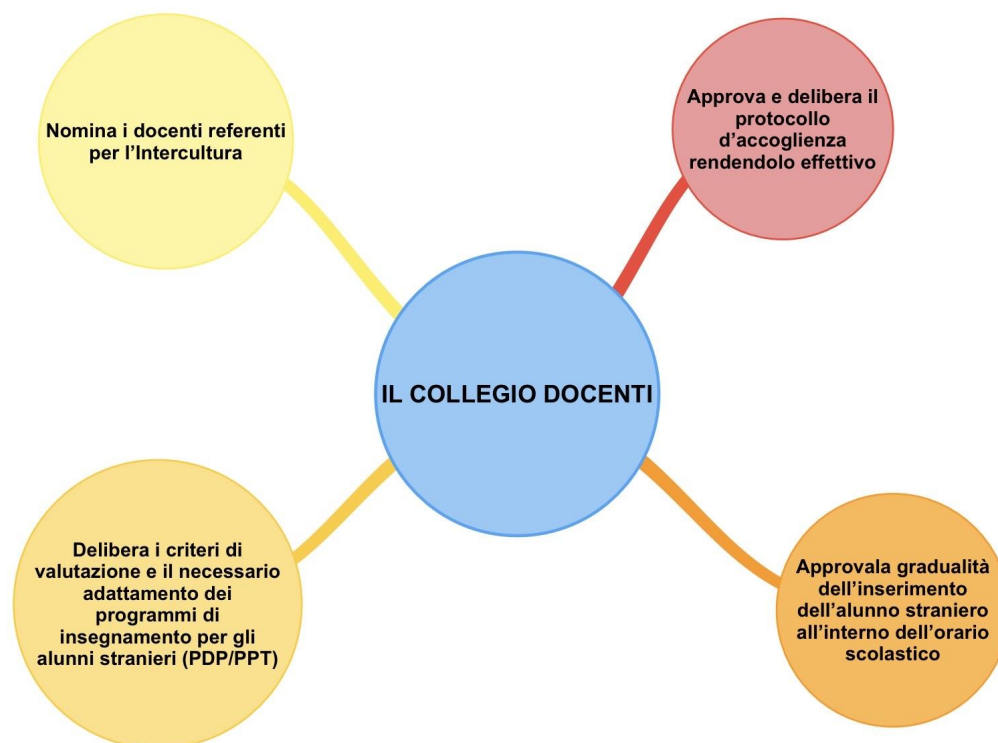 Nomina i docenti referenti
per l’Intercultura
Approva e delibera il
protocollo
d’accoglienza
rendendolo effettivo
IL COLLEGIO DOCENTI
Delibera i criteri di
valutazione e il necessario
adattamento dei
programmi di
insegnamento per gli
alunni stranieri (PDP/PPT)
Approvala gradualità
dell’inserimento
dell’alunno straniero
all’interno dell’orario
scolastico